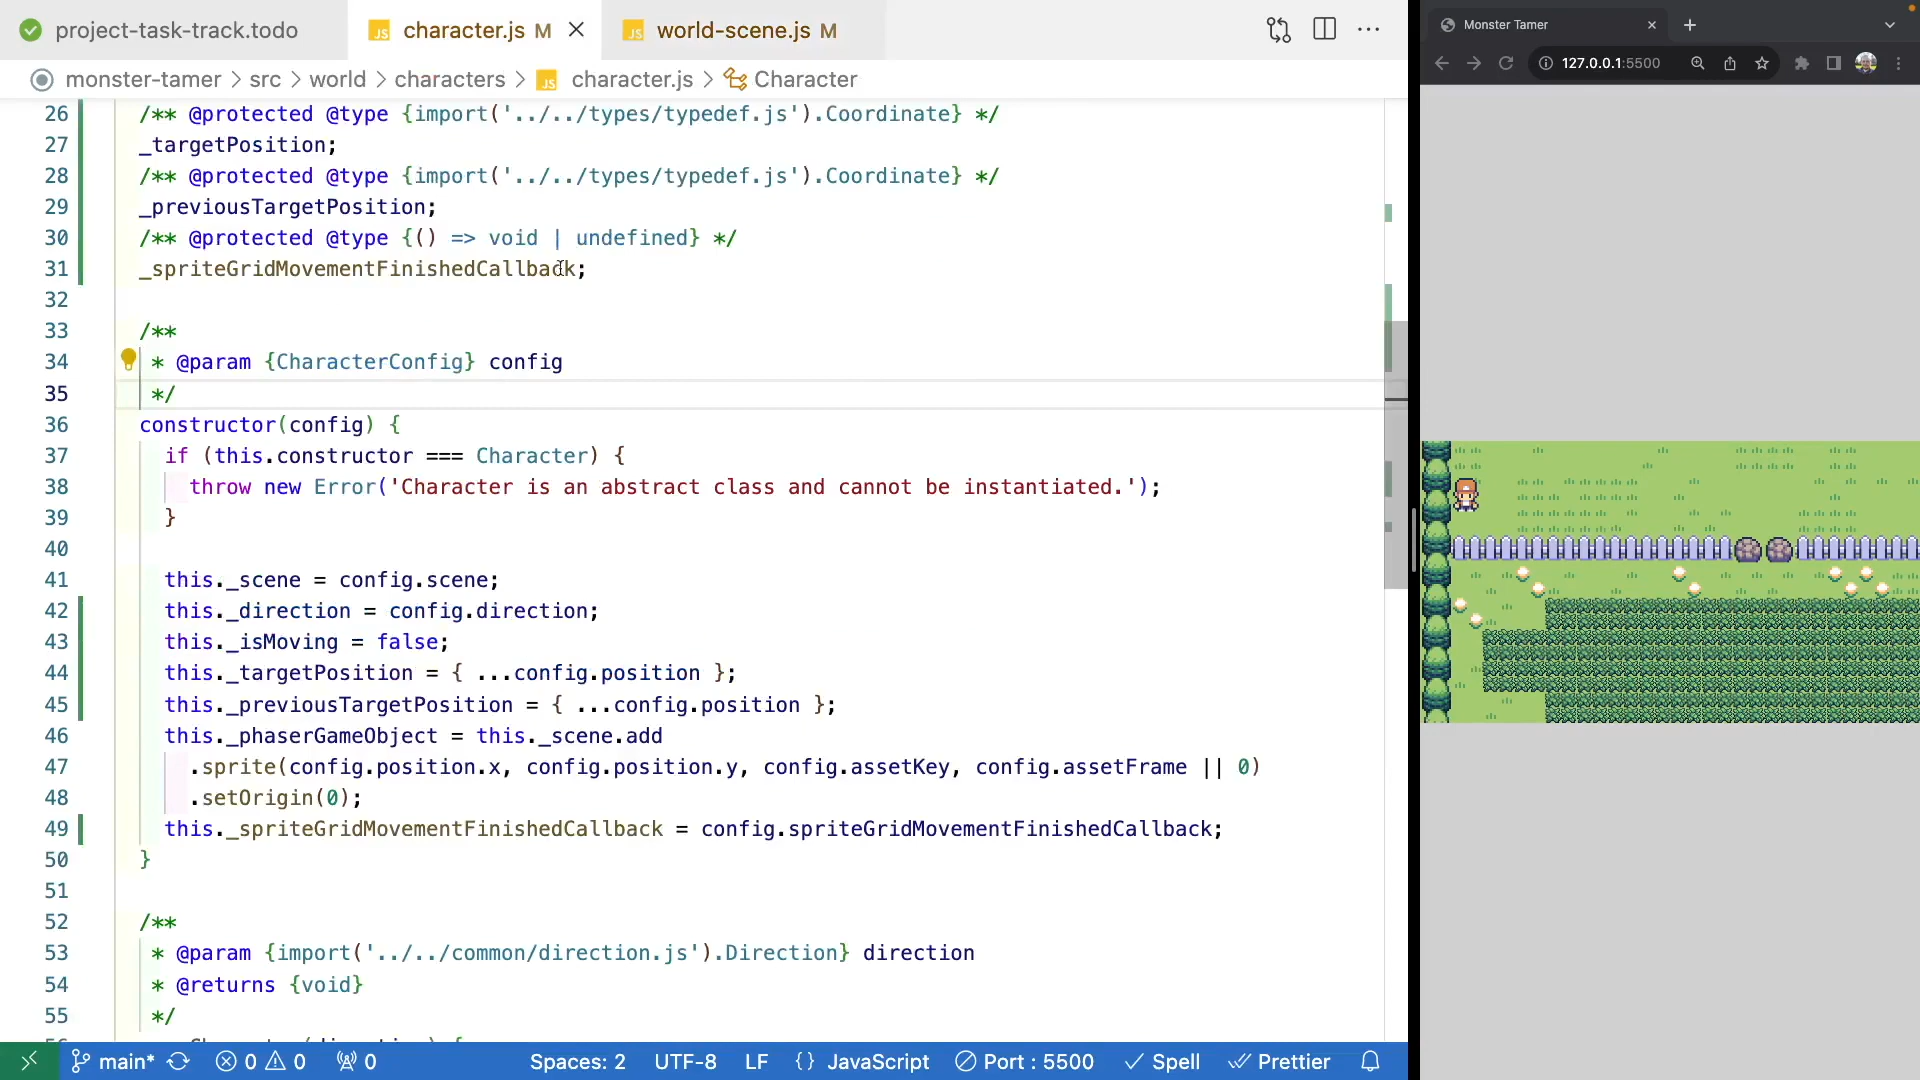 project-task-track.todo
character.js M
world-scene.js M
monster-tamer > src > world > characters > JS character.js > Character
26 /** @protected @type {import('../../types/typedef.js').Coordinate} */
27 _targetPosition;
28 /** @protected @type {import('../../types/typedef.js').Coordinate} */
29 _previousTargetPosition;
30 /** @protected @type {() => void | undefined} */
31 _spriteGridMovementFinishedCallback;
32
33 /**
34 * @param {CharacterConfig} config
35 */
36 constructor(config) {
37 if (this.constructor === Character) {
38 throw new Error('Character is an abstract class and cannot be instantiated.');
39 }
40
41 this._scene = config.scene;
42 this._direction = config.direction;
43 this._isMoving = false;
44 this._targetPosition = { ...config.position };
45 this._previousTargetPosition = { ...config.position };
46 this._phaserGameObject = this._scene.add
47 .sprite(config.position.x, config.position.y, config.assetKey, config.assetFrame || 0)
48 .setOrigin(0);
49 this._spriteGridMovementFinishedCallback = config.spriteGridMovementFinishedCallback;
50 }
51
52 /**
53 * @param {import('../../common/direction.js').Direction} direction
54 * @returns {void}
55 */
main* 0 0 0 Spaces: 2 UTF-8 LF {} JavaScript Port : 5500 Spell Prettier
Monster Tamer
127.0.0.1:5500